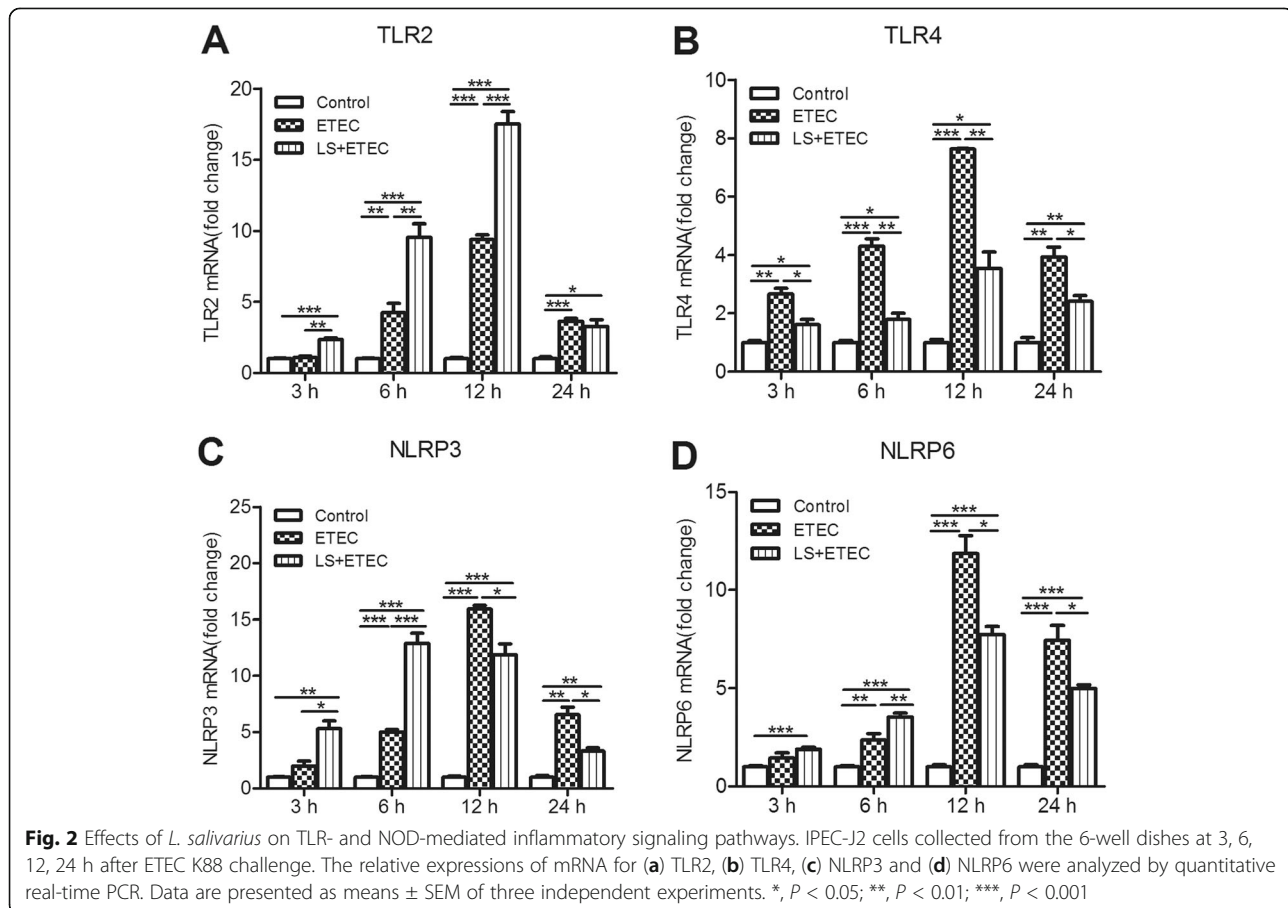 A
TLR2
TLR2 mRNA(fold change)
20
15
10
5
0
Control
ETEC
LS+ETEC
***
** **
***
** **
***
*** ***
*
***
3 h 6 h 12 h 24 h
B
TLR4
TLR4 mRNA(fold change)
10
8
6
4
2
0
Control
ETEC
LS+ETEC
*
** *
*
*** **
*
*** **
**
** *
3 h 6 h 12 h 24 h
C
NLRP3
NLRP3 mRNA(fold change)
25
20
15
10
5
0
Control
ETEC
LS+ETEC
**
*
***
*** ***
***
*** *
**
** *
3 h 6 h 12 h 24 h
D
NLRP6
NLRP6 mRNA(fold change)
15
10
5
0
Control
ETEC
LS+ETEC
***
***
** **
***
*** *
***
*** *
3 h 6 h 12 h 24 h
Fig. 2 Effects of L. salivarius on TLR- and NOD-mediated inflammatory signaling pathways. IPEC-J2 cells collected from the 6-well dishes at 3, 6,
12, 24 h after ETEC K88 challenge. The relative expressions of mRNA for (a) TLR2, (b) TLR4, (c) NLRP3 and (d) NLRP6 were analyzed by quantitative
real-time PCR. Data are presented as means ± SEM of three independent experiments. *, P < 0.05; **, P < 0.01; ***, P < 0.001